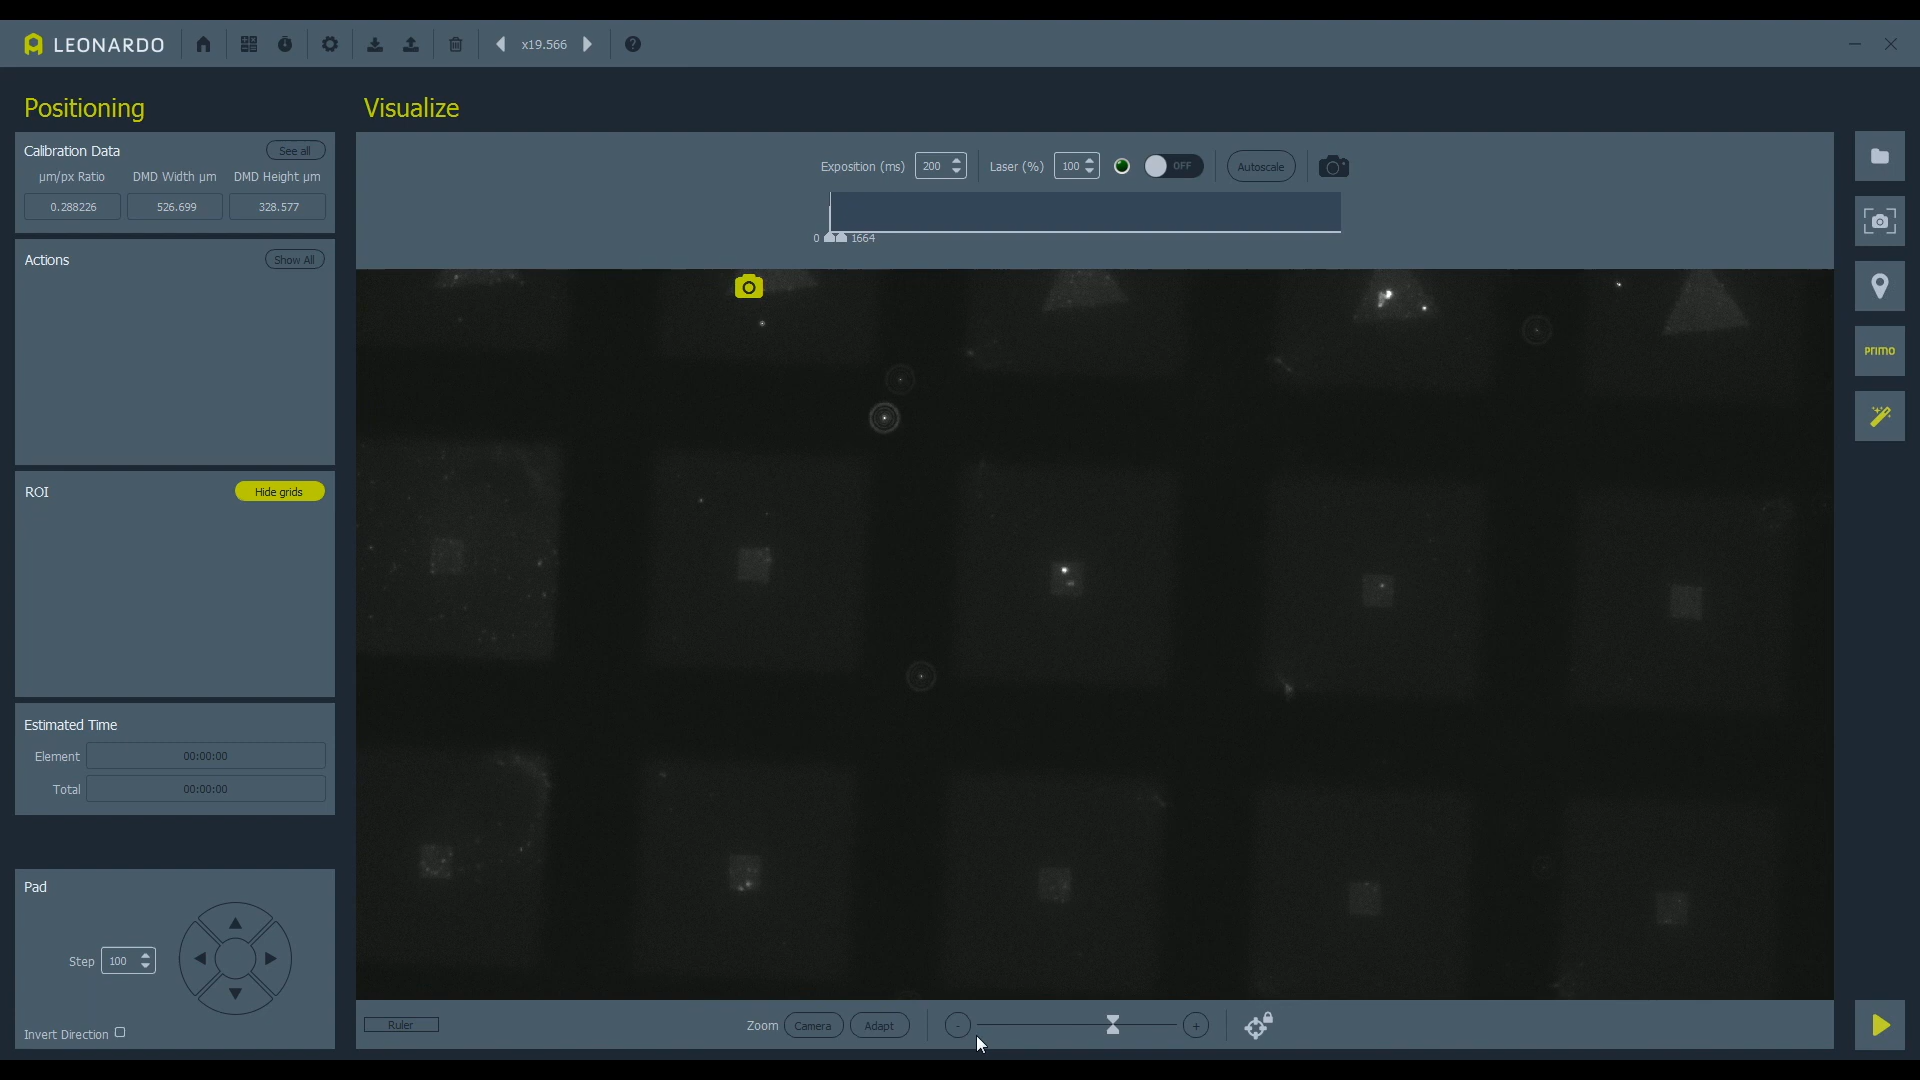 LEONARDO
x19.566
Positioning
Visualize
Calibration Data
See all
µm/px Ratio
DMD Width µm
DMD Height µm
0.288226
526.699
328.577
Exposition (ms)
200
Laser (%)
100
OFF
Autoscale
0
1664
Actions
Show All
PRIMO
ROI
Hide grids
Estimated Time
Element
00:00:00
Total
00:00:00
Pad
Step
100
Invert Direction
Ruler
Zoom
Camera
Adapt
-
+